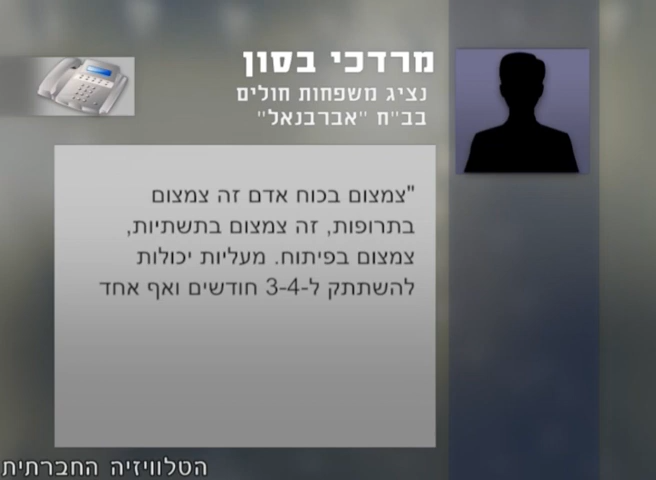 מרדכי בסון
נציג משפחות חולים
בב"ח "אברבנאל"
"צמצום בכוח אדם זה צמצום
בתרופות, זה צמצום בתשתיות,
צמצום בפיתוח. מעליות יכולות
להשתתק ל-3-4 חודשים ואף אחד
הטלוויזיה החברתית